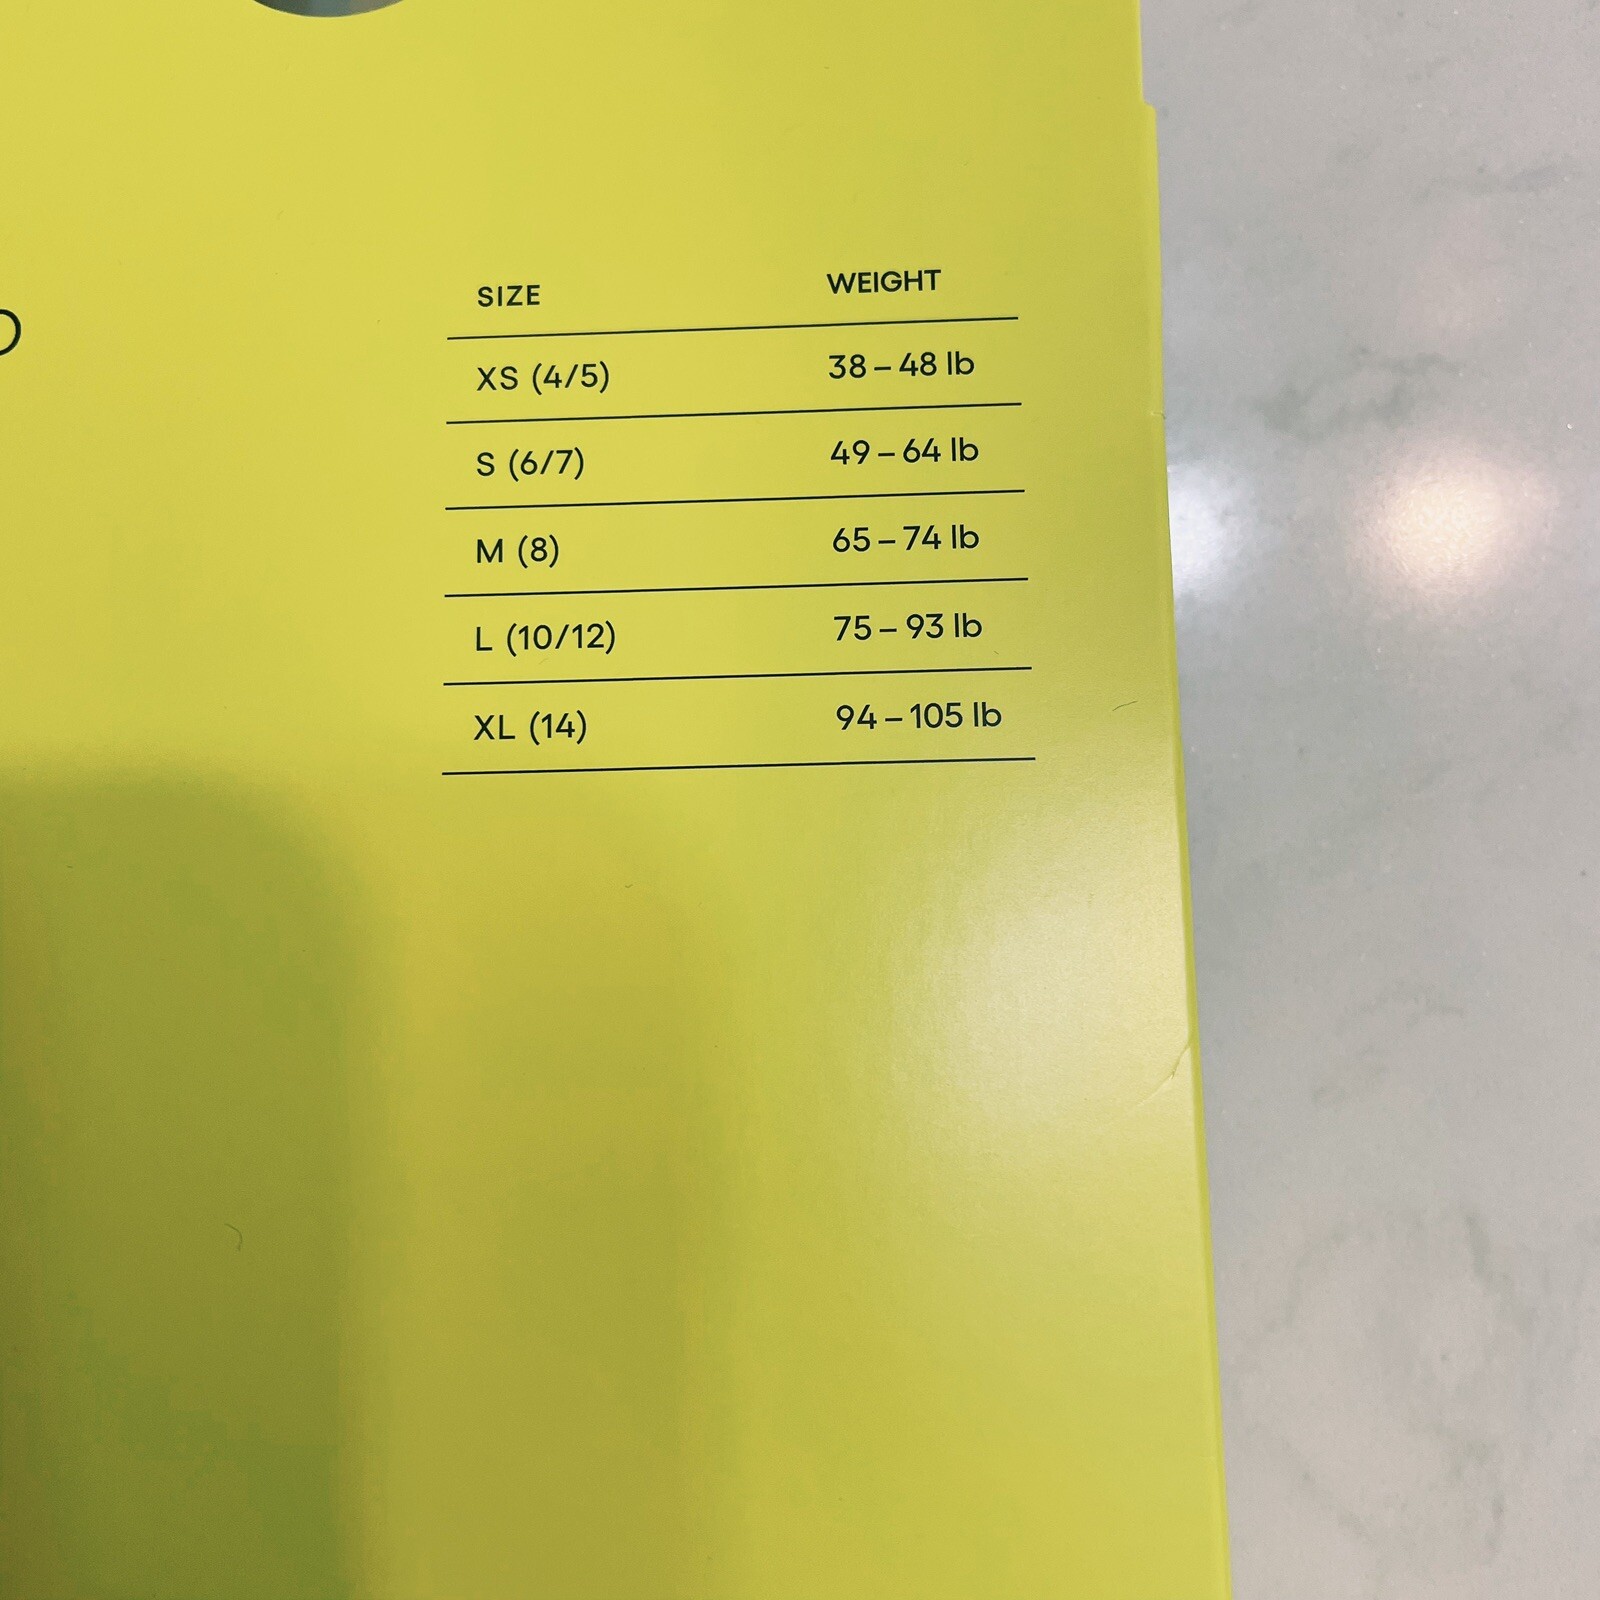 SIZE WEIGHT
XS (4/5) 38 – 48 lb
S (6/7) 49 – 64 lb
M (8) 65 – 74 lb
L (10/12) 75 – 93 lb
XL (14) 94 – 105 lb